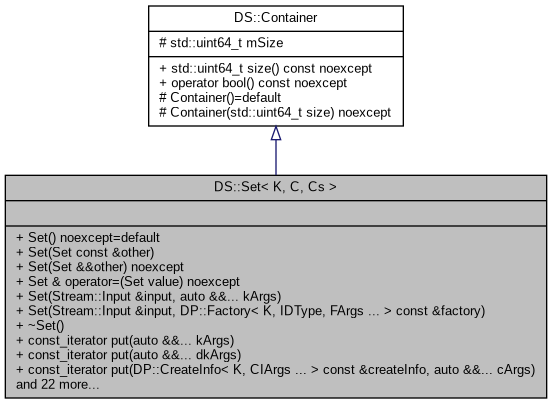 DS::Container
# std::uint64_t mSize
+ std::uint64_t size() const noexcept
+ operator bool() const noexcept
# Container()=default
# Container(std::uint64_t size) noexcept
DS::Set< K, C, Cs >
+ Set() noexcept=default
+ Set(Set const &other)
+ Set(Set &&other) noexcept
+ Set & operator=(Set value) noexcept
+ Set(Stream::Input &input, auto &&... kArgs)
+ Set(Stream::Input &input, DP::Factory< K, IDType, FArgs ... > const &factory)
+ ~Set()
+ const_iterator put(auto &&... kArgs)
+ const_iterator put(auto &&... dkArgs)
+ const_iterator put(DP::CreateInfo< K, CIArgs ... > const &createInfo, auto &&... cArgs)
and 22 more...